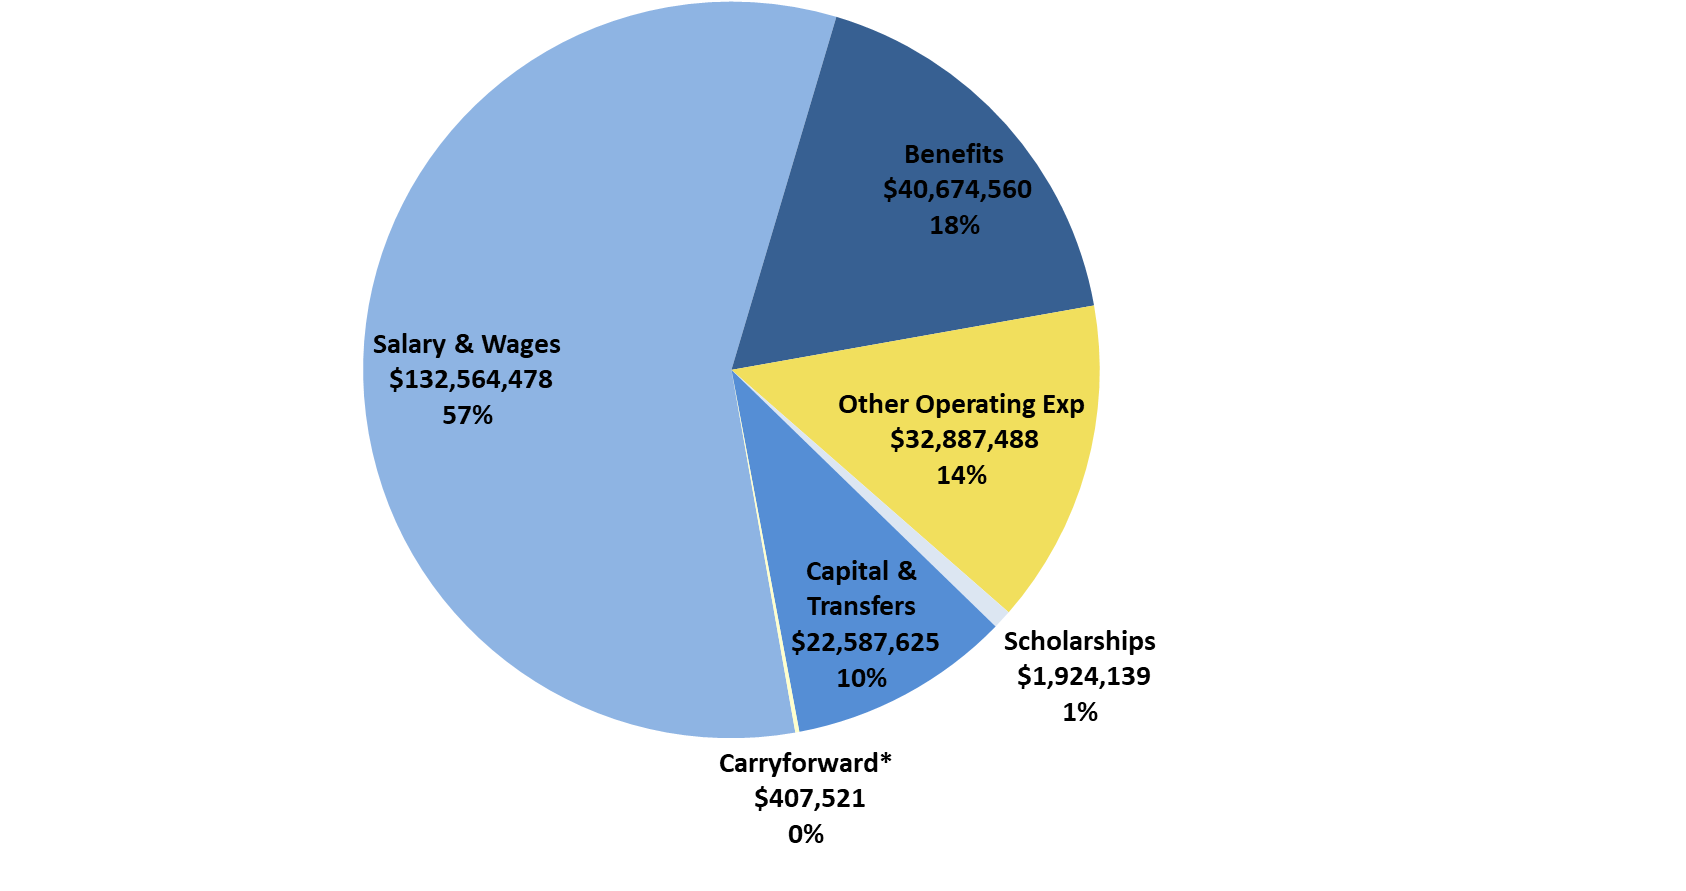 Benefits
$40,674,560
18%
Salary & Wages
$132,564,478
57%
Other Operating Exp
$32,887,488
14%
Capital &
Transfers
$22,587,625
10%
Scholarships
$1,924,139
1%
Carryforward*
$407,521
0%